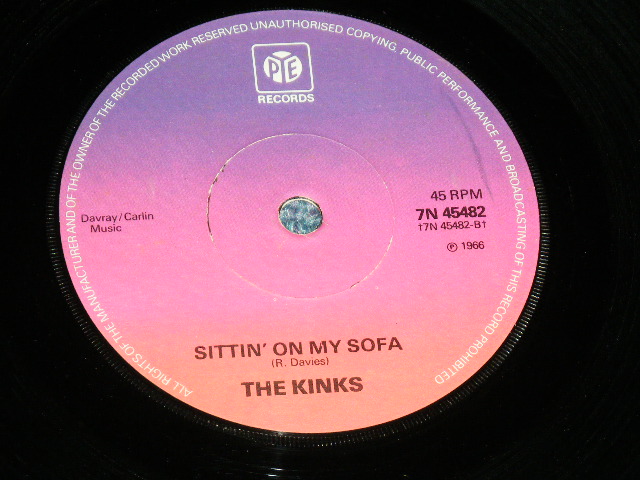 ALL RIGHTS OF THE MANUFACTURER AND OF THE OWNER OF THE RECORDED WORK RESERVED UNAUTHORISED COPYING, PUBLIC PERFORMANCE AND BROADCASTING OF THIS RECORD PROHIBITED
PYE
RECORDS
45 RPM
Davray/Carlin
Music
7N 45482
†7N 45482-B†
℗ 1966
SITTIN' ON MY SOFA
(R. Davies)
THE KINKS